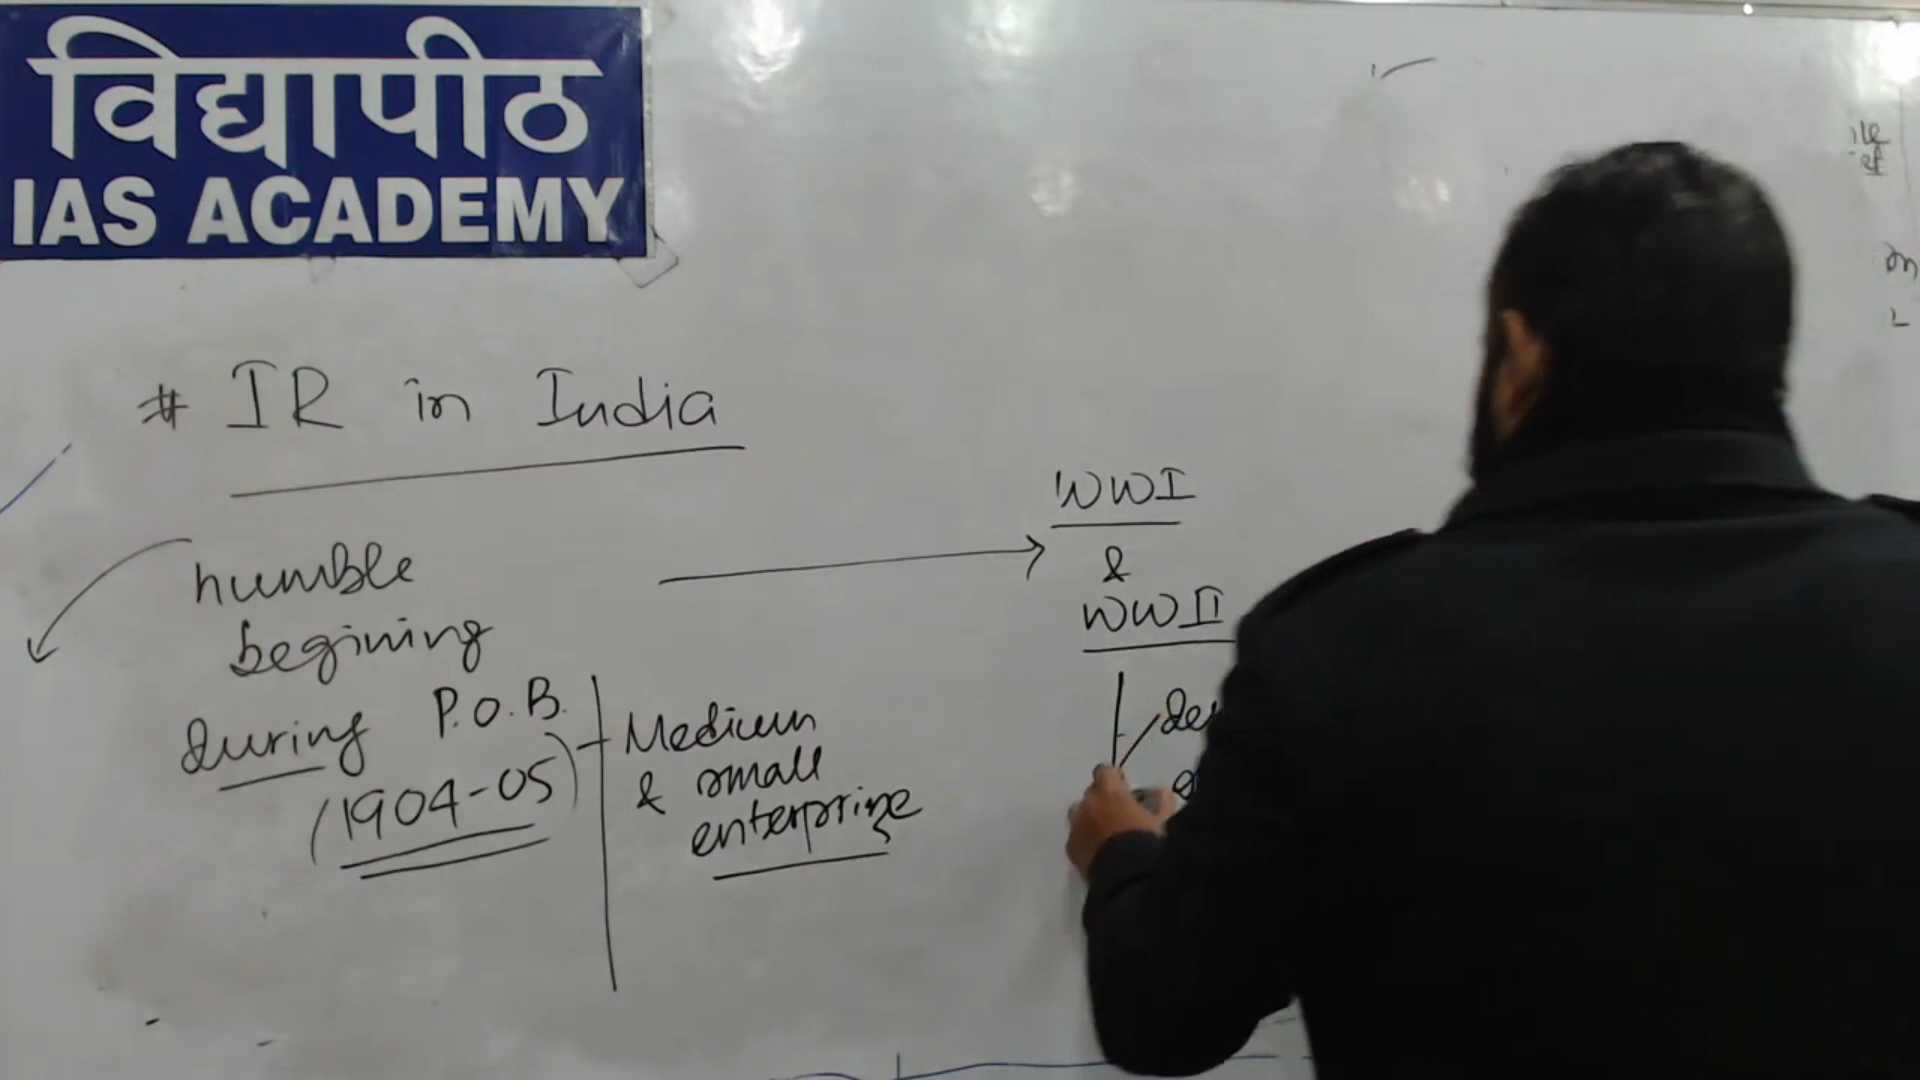 विद्यापीठ
IAS ACADEMY
# IR in India
humble
begining
during P.O.B.
(1904-05)
Medium
& small
enterprize
WWI
&
WWII